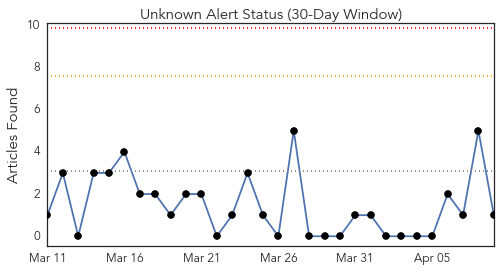 Unknown Alert Status (30-Day Window)
Articles Found
10
8
6
4
2
0
Mar 11 Mar 16 Mar 21 Mar 26 Mar 31 Apr 05